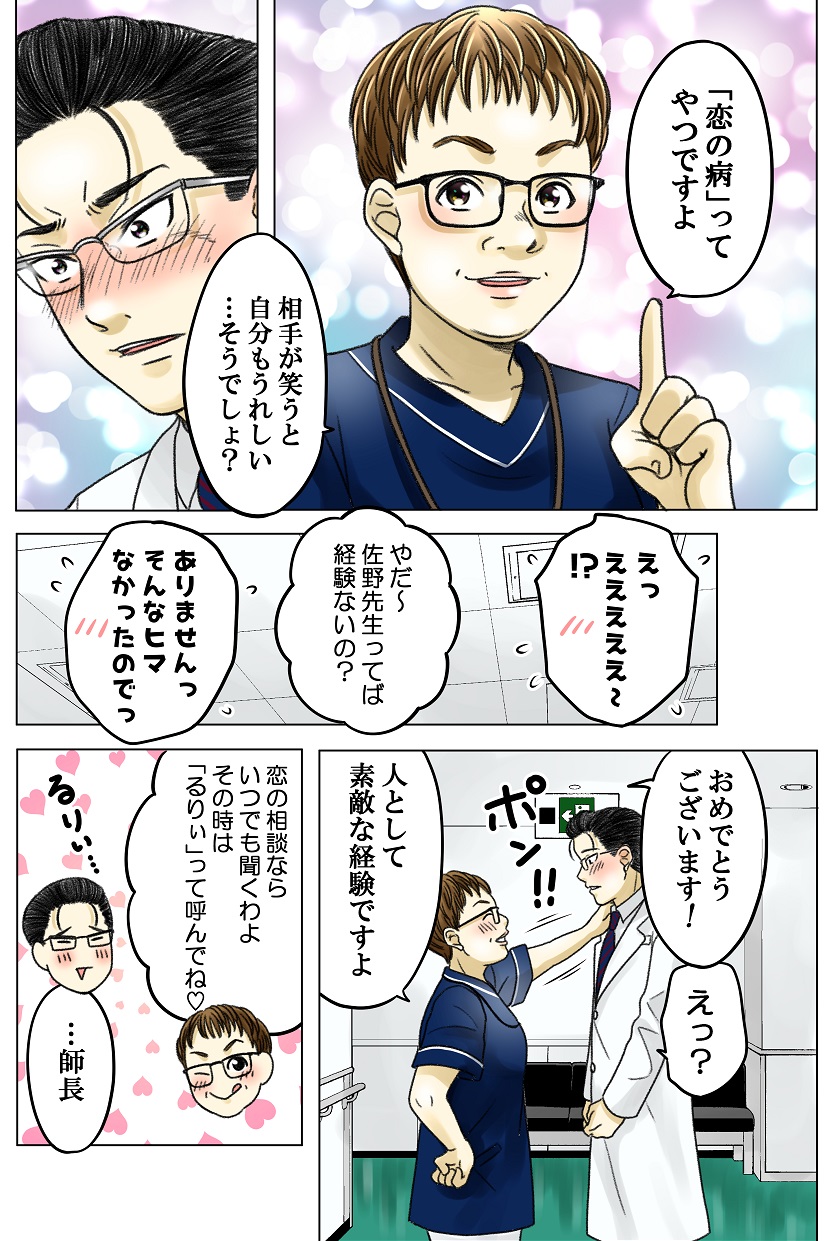 「恋の病」って
やつですよ
相手が笑うと
自分もうれしい
…そうでしょ？
えっ
えええええ〜
!?
やだ〜
佐野先生ってば
経験ないの？
ありませんっ
そんなヒマ
なかったのでっ
おめでとう
ございます！
えっ？
ポンッ!!
人として
素敵な経験ですよ
恋の相談なら
いつでも聞くわよ
その時は
「るりぃ」って呼んでね♡
るりぃ…
…師長